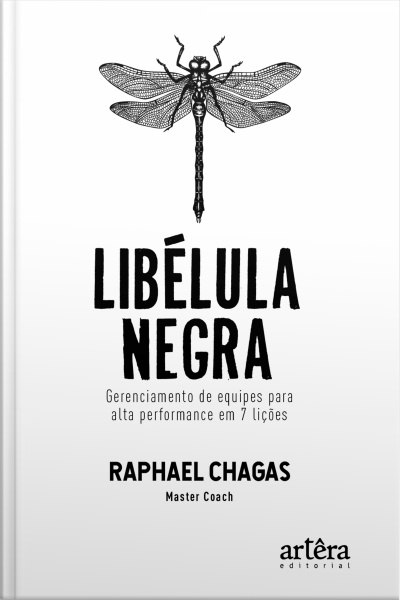 LIBÉLULA
NEGRA
Gerenciamento de equipes para
alta performance em 7 lições
RAPHAEL CHAGAS
Master Coach
artêra
editorial